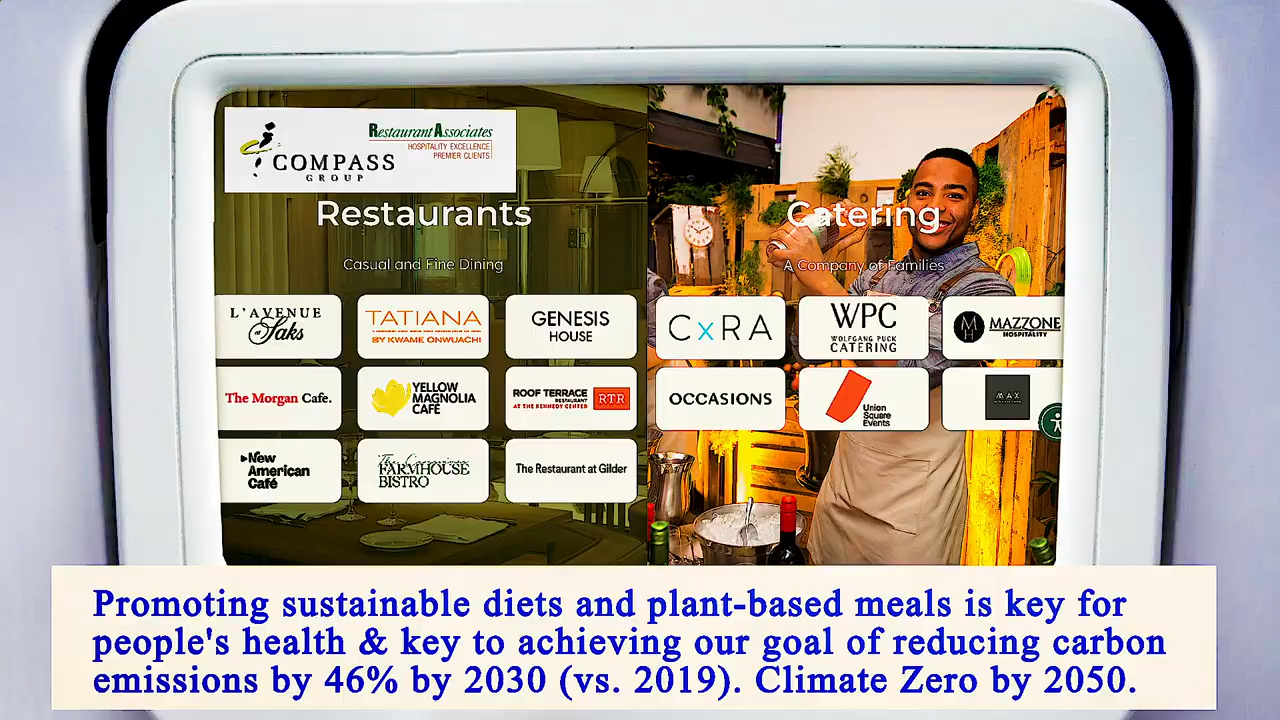 COMPASS
GROUP
Restaurant Associates
HOSPITALITY EXCELLENCE
PREMIER CLIENTS
Restaurants
Casual and Fine Dining
L'AVENUE
Saks
TATIANA
BY KWAME ONWUACHI
GENESIS
HOUSE
The Morgan Cafe.
YELLOW
MAGNOLIA
CAFÉ
ROOF TERRACE
RESTAURANT
AT THE KENNEDY CENTER
RTR
New
American
Café
The
FARMHOUSE
BISTRO
The Restaurant at Gilder
Catering
A Company of Families
CxRA
WPC
WOLFGANG PUCK
CATERING
MH
MAZZONE
HOSPITALITY
OCCASIONS
Union
Square
Events
MAX
Promoting sustainable diets and plant-based meals is key for
people's health & key to achieving our goal of reducing carbon
emissions by 46% by 2030 (vs. 2019). Climate Zero by 2050.